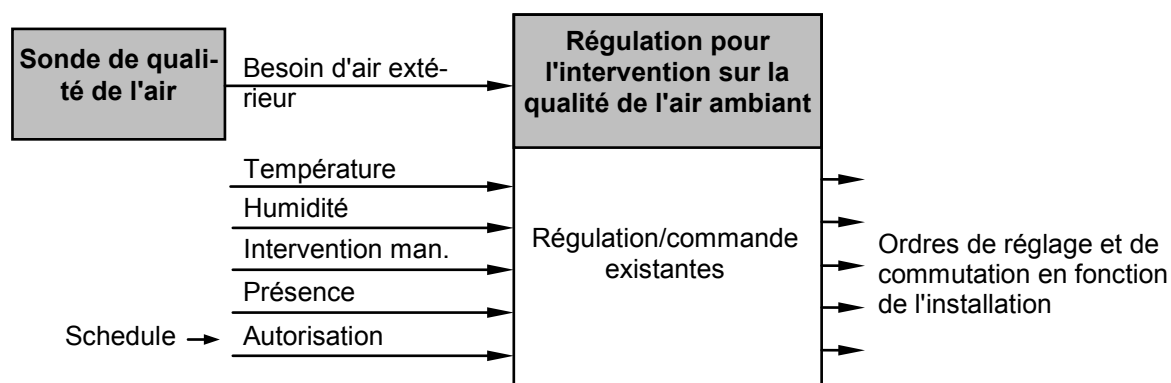 Sonde de quali-
té de l'air
Besoin d'air exté-
rieur
Régulation pour
l'intervention sur la
qualité de l'air ambiant
Température
Humidité
Intervention man.
Présence
Schedule
Autorisation
Régulation/commande
existantes
Ordres de réglage et de
commutation en fonction
de l'installation